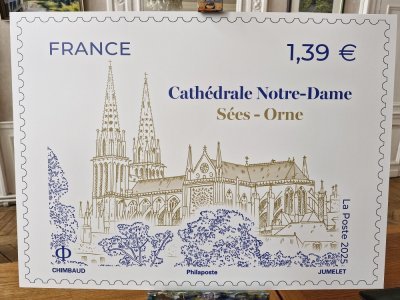 FRANCE
1,39 €
Cathédrale Notre-Dame
Sées - Orne
La Poste 2025
CHIMBAUD
Philaposte
JUMELET